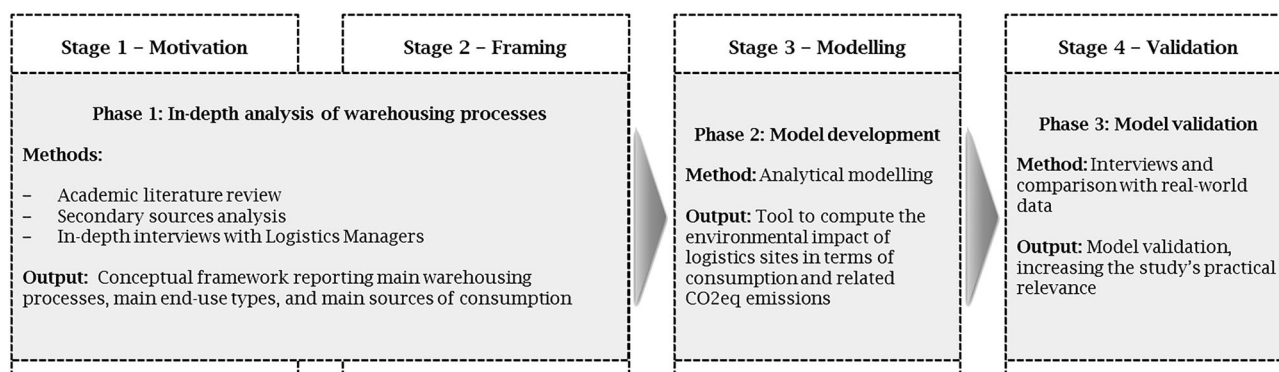 Stage 1 – Motivation
Stage 2 – Framing
Stage 3 – Modelling
Stage 4 – Validation
Phase 1: In-depth analysis of warehousing processes
Methods:
– Academic literature review
– Secondary sources analysis
– In-depth interviews with Logistics Managers
Output: Conceptual framework reporting main warehousing
processes, main end-use types, and main sources of consumption
Phase 2: Model development
Method: Analytical modelling
Output: Tool to compute the
environmental impact of
logistics sites in terms of
consumption and related
CO2eq emissions
Phase 3: Model validation
Method: Interviews and
comparison with real-world
data
Output: Model validation,
increasing the study's practical
relevance